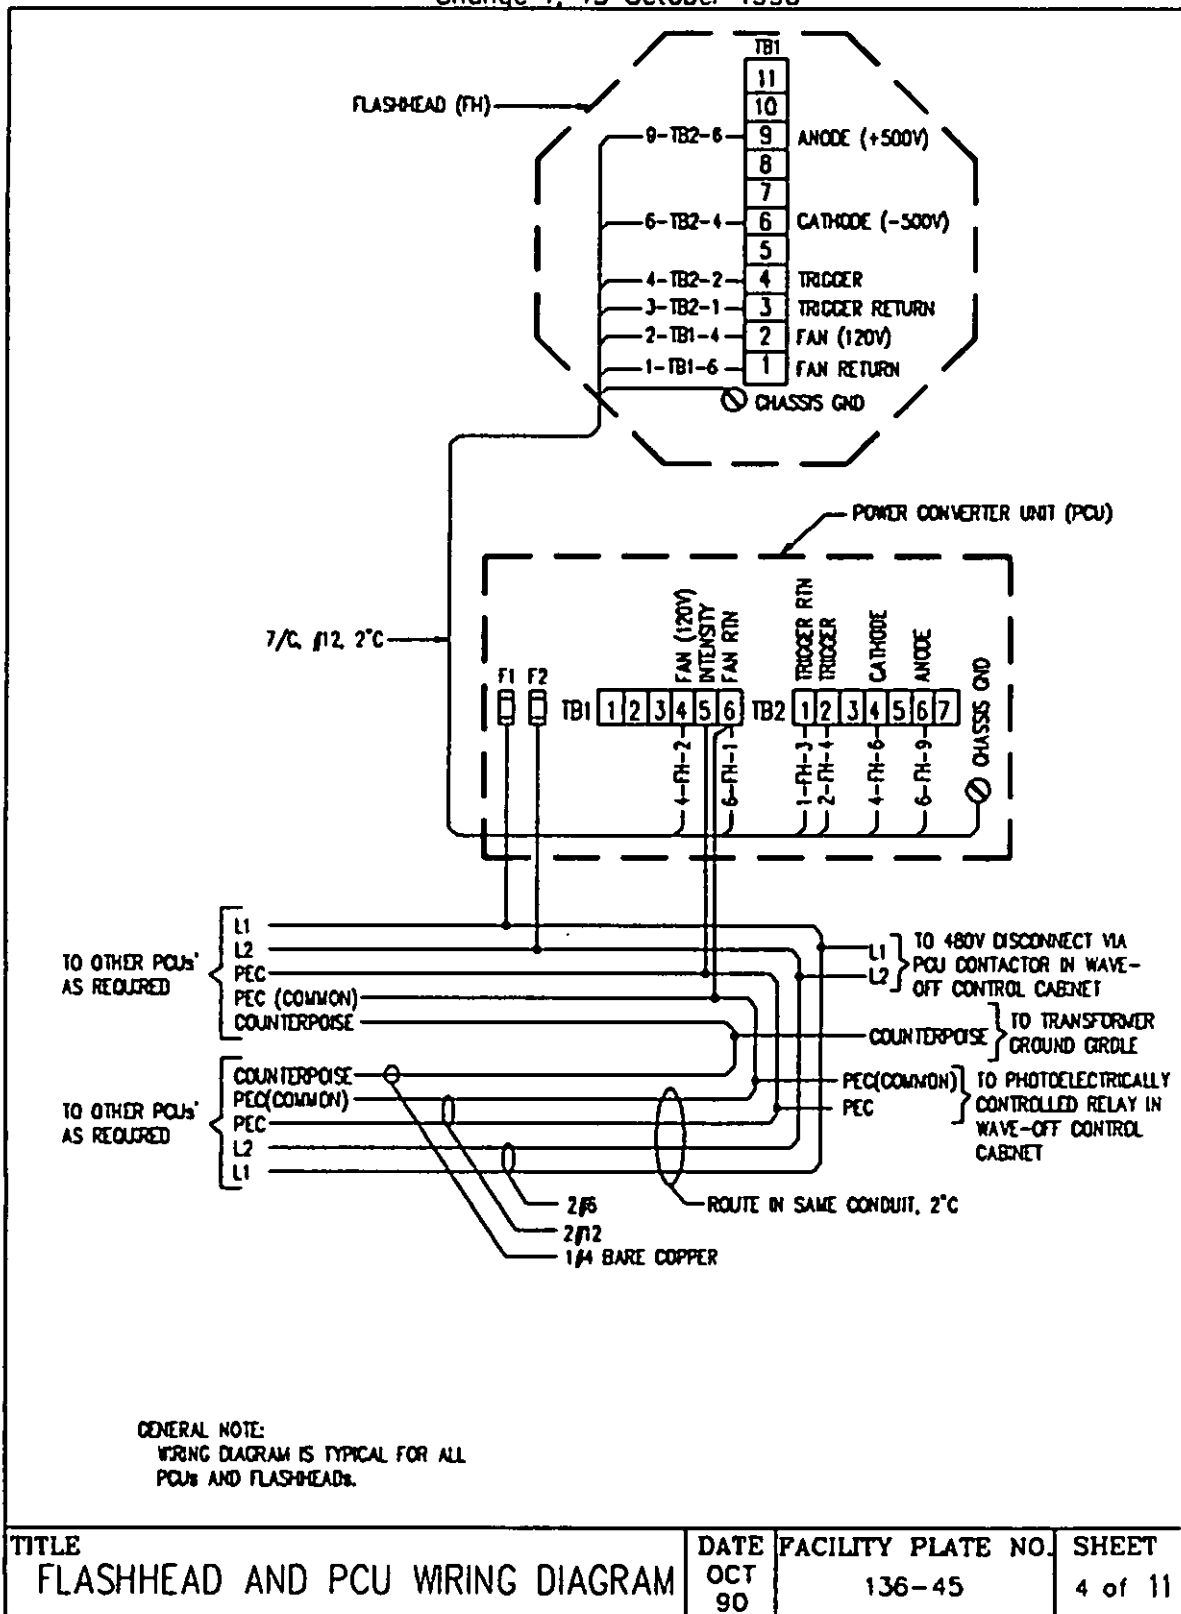 Change 1, 15 October 1990
TB1
11
10
FLASHHEAD (FH)
9-TB2-6 9 ANODE (+500V)
8
7
6-TB2-4 6 CATHODE (-500V)
5
4-TB2-2 4 TRIGGER
3-TB2-1 3 TRIGGER RETURN
2-TB1-4 2 FAN (120V)
1-TB1-6 1 FAN RETURN
CHASSIS GND
POWER CONVERTER UNIT (PCU)
7/C, #12, 2"C
FAN (120V)
INTENSITY
FAN RTN
TRIGGER RTN
TRIGGER
CATHODE
ANODE
CHASSIS GND
F1 F2
TB1 1 2 3 4 5 6 TB2 1 2 3 4 5 6 7
4-FH-2
6-FH-1
1-FH-3
2-FH-4
4-FH-6
6-FH-9
TO OTHER PCUs'
AS REQUIRED
L1
L2
PEC
PEC (COMMON)
COUNTERPOISE
L1
L2
TO 480V DISCONNECT VIA
PCU CONTACTOR IN WAVE-
OFF CONTROL CABINET
COUNTERPOISE
TO TRANSFORMER
GROUND GIRDLE
TO OTHER PCUs'
AS REQUIRED
COUNTERPOISE
PEC(COMMON)
PEC
L2
L1
PEC(COMMON)
PEC
TO PHOTOELECTRICALLY
CONTROLLED RELAY IN
WAVE-OFF CONTROL
CABINET
2#6
2#12
1#4 BARE COPPER
ROUTE IN SAME CONDUIT, 2"C
GENERAL NOTE:
WIRING DIAGRAM IS TYPICAL FOR ALL
PCUs AND FLASHHEADs.
TITLE
FLASHHEAD AND PCU WIRING DIAGRAM
DATE
OCT
90
FACILITY PLATE NO.
136-45
SHEET
4 of 11